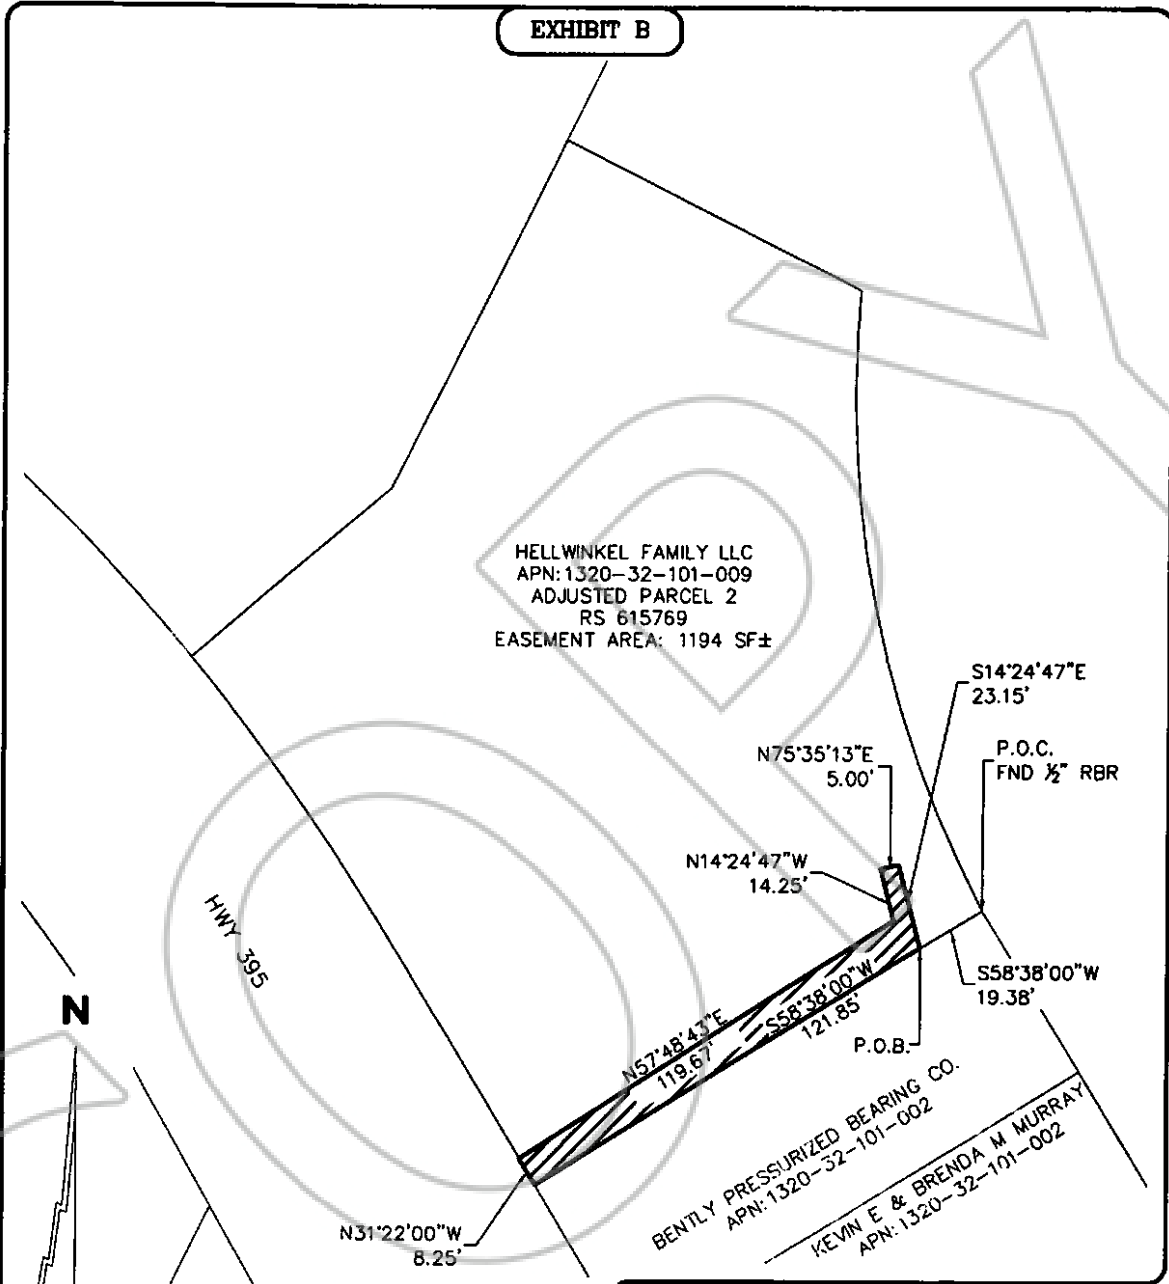 EXHIBIT B
HELLWINKEL FAMILY LLC
APN:1320-32-101-009
ADJUSTED PARCEL 2
RS 615769
EASEMENT AREA: 1194 SF±
S14°24'47"E
23.15'
N75°35'13"E
5.00'
P.O.C.
FND ½" RBR
N14°24'47"W
14.25'
HWY 395
S58°38'00"W
19.38'
N
S58°38'00"W
121.85'
N57°48'43"E
119.67'
P.O.B.
BENTLY PRESSURIZED BEARING CO.
APN:1320-32-101-002
KEVIN E & BRENDA M MURRAY
APN:1320-32-101-002
N31°22'00"W
8.25'
COPY